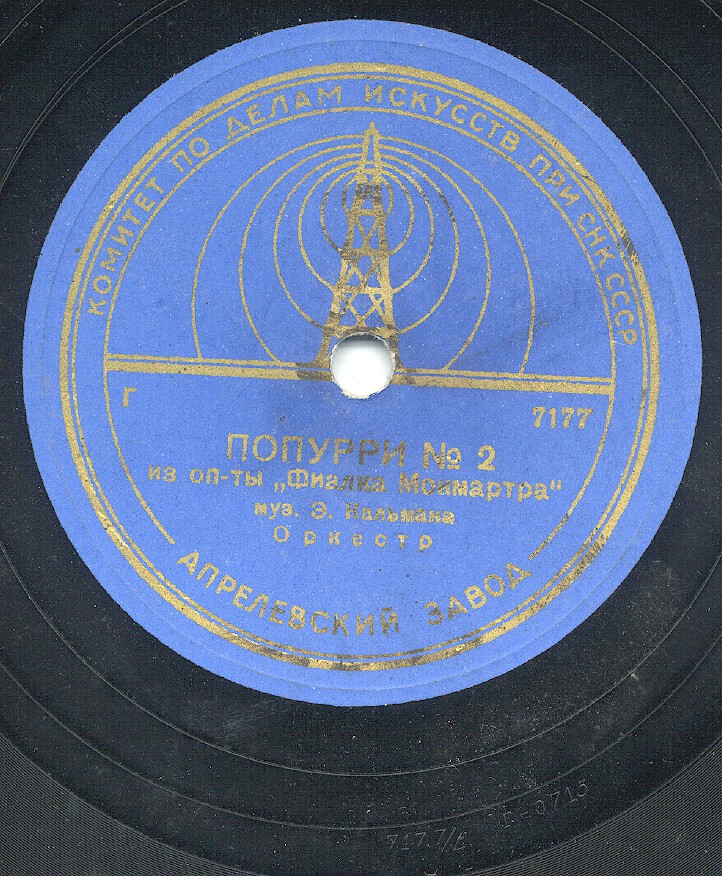 КОМИТЕТ ПО ДЕЛАМ ИСКУССТВ ПРИ СНК СССР
Г 7177
ПОПУРРИ № 2
из оп-ты „Фиалка Монмартра“
муз. Э. Кальмана
Оркестр
АПРЕЛЕВСКИЙ ЗАВОД
7177/